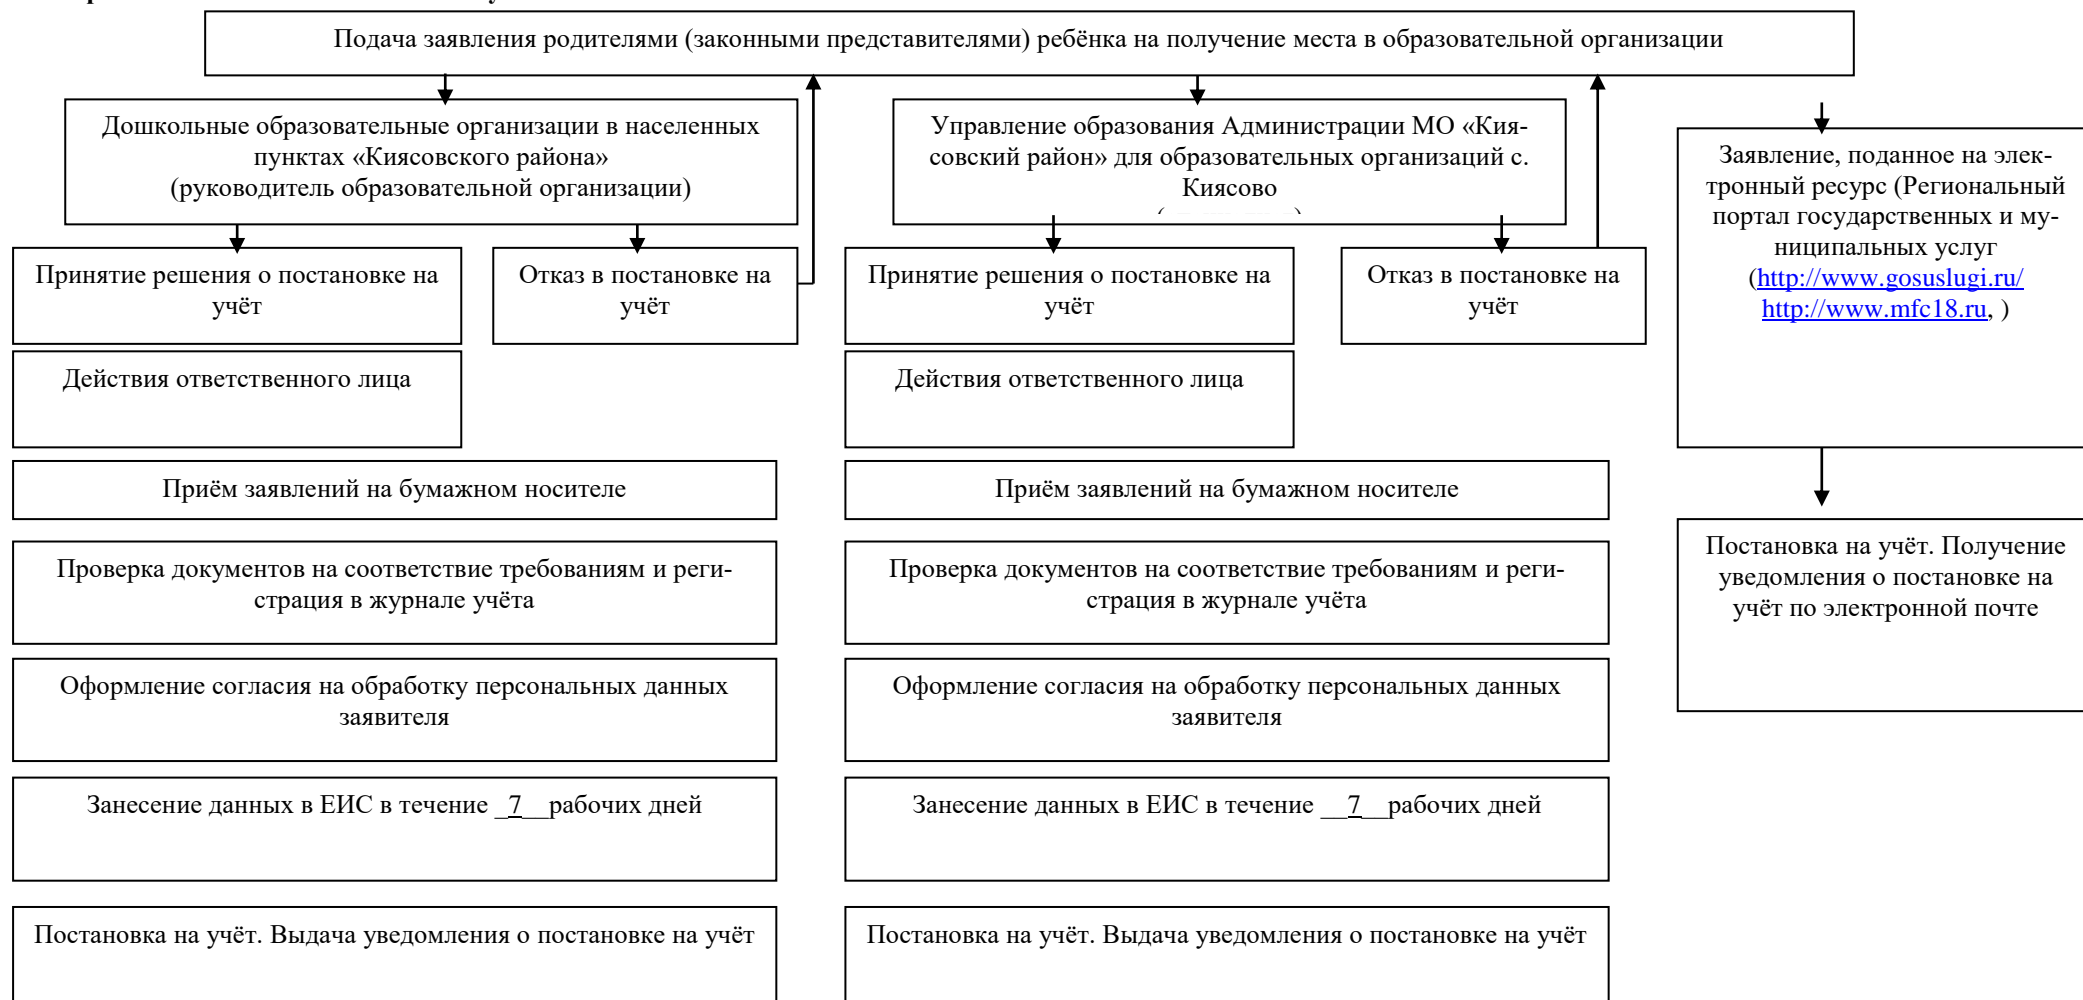 Подача заявления родителями (законными представителями) ребёнка на получение места в образовательной организации
Дошкольные образовательные организации в населенных
пунктах «Киясовского района»
(руководитель образовательной организации)
Управление образования Администрации МО «Кия-
совский район» для образовательных организаций с.
Киясово
Заявление, поданное на элек-
тронный ресурс (Региональный
портал государственных и му-
ниципальных услуг
(http://www.gosuslugi.ru/
http://www.mfc18.ru, )
Принятие решения о постановке на
учёт
Отказ в постановке на
учёт
Принятие решения о постановке на
учёт
Отказ в постановке на
учёт
Действия ответственного лица
Действия ответственного лица
Приём заявлений на бумажном носителе
Приём заявлений на бумажном носителе
Проверка документов на соответствие требованиям и реги-
страция в журнале учёта
Проверка документов на соответствие требованиям и реги-
страция в журнале учёта
Постановка на учёт. Получение
уведомления о постановке на
учёт по электронной почте
Оформление согласия на обработку персональных данных
заявителя
Оформление согласия на обработку персональных данных
заявителя
Занесение данных в ЕИС в течение _7__рабочих дней
Занесение данных в ЕИС в течение __7__рабочих дней
Постановка на учёт. Выдача уведомления о постановке на учёт
Постановка на учёт. Выдача уведомления о постановке на учёт